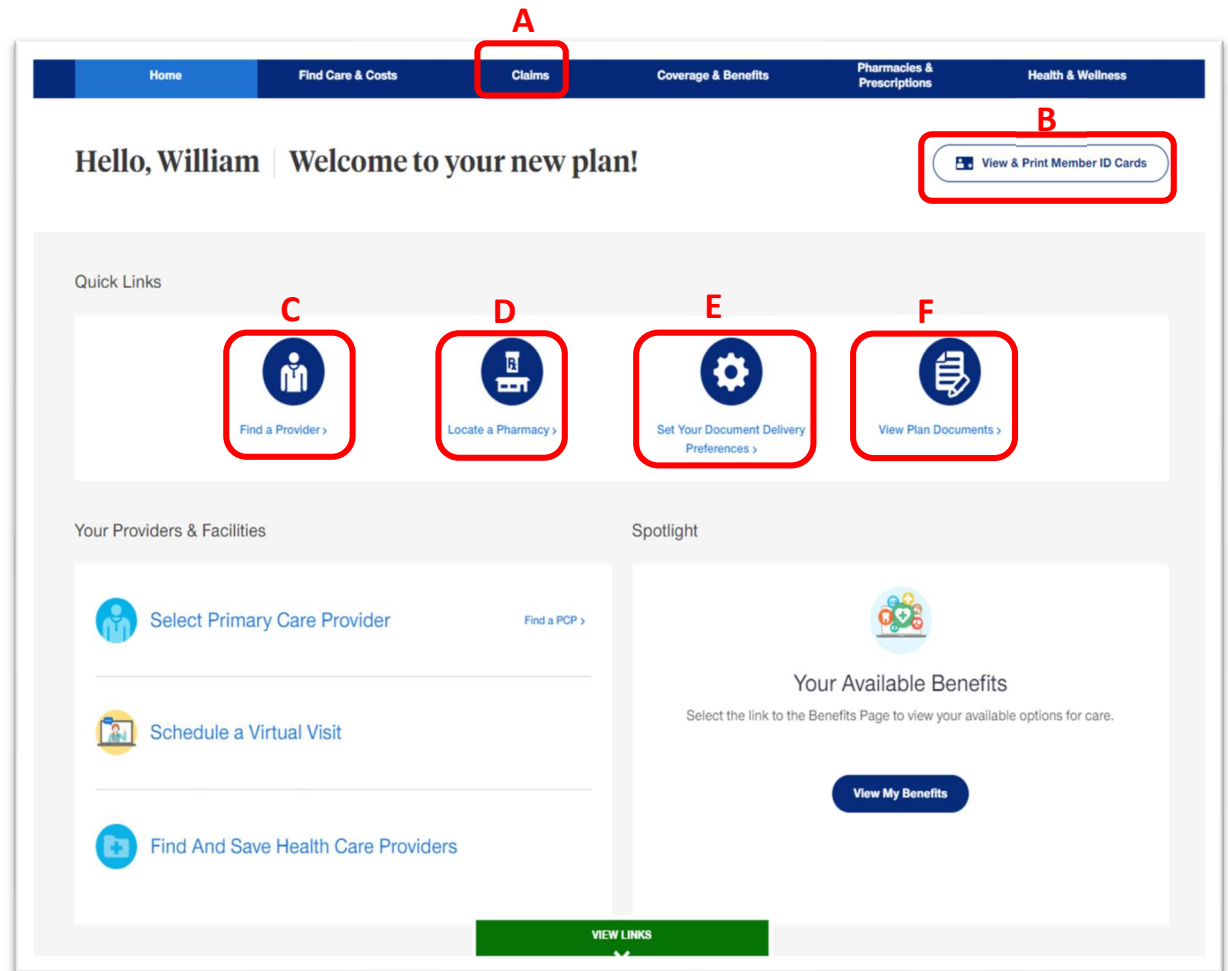 A
Home Find Care & Costs Claims Coverage & Benefits Pharmacies & Prescriptions Health & Wellness
B
Hello, William Welcome to your new plan!
View & Print Member ID Cards
Quick Links
C D E F
Find a Provider > Locate a Pharmacy > Set Your Document Delivery Preferences > View Plan Documents >
Your Providers & Facilities
Select Primary Care Provider Find a PCP >
Schedule a Virtual Visit
Find And Save Health Care Providers
Spotlight
Your Available Benefits
Select the link to the Benefits Page to view your available options for care.
View My Benefits
VIEW LINKS